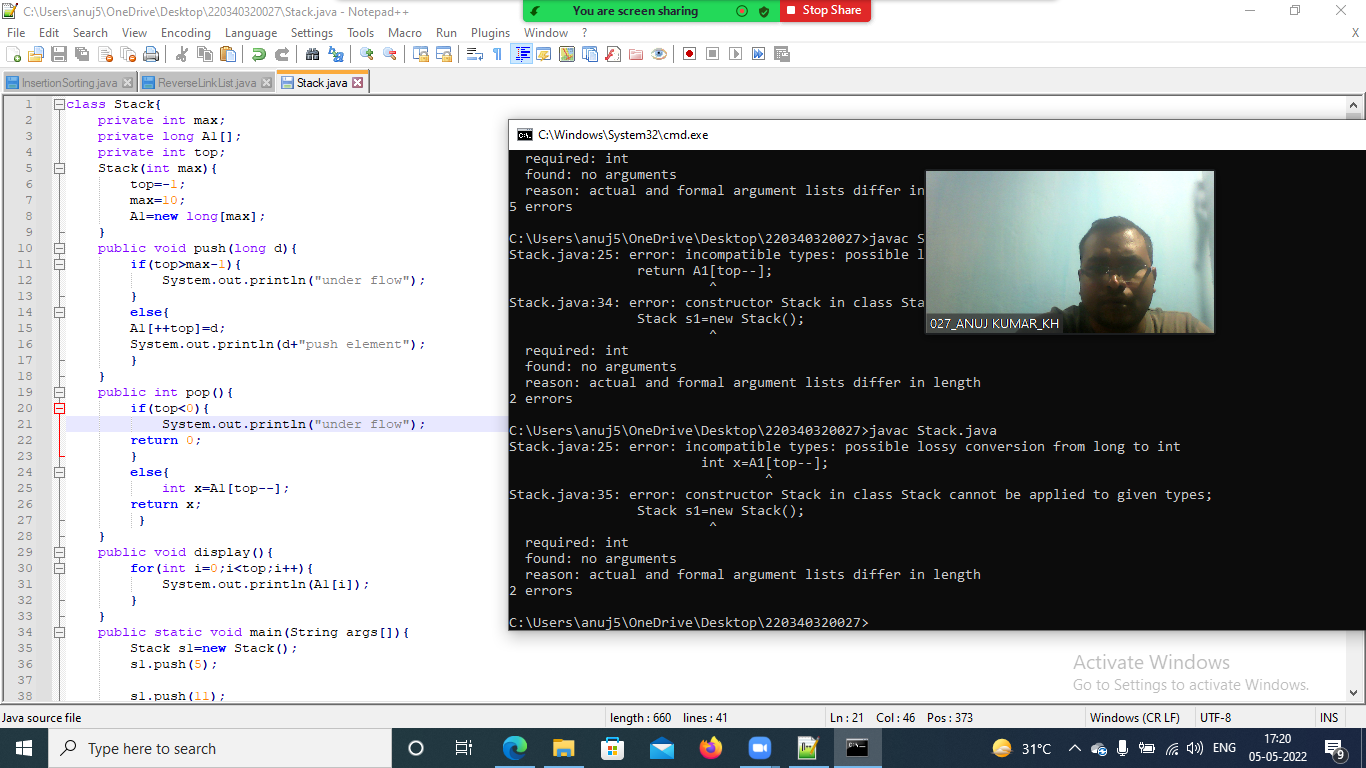 C:\Users\anuj5\OneDrive\Desktop\220340320027\Stack.java - Notepad++
You are screen sharing
Stop Share
File Edit Search View Encoding Language Settings Tools Macro Run Plugins Window ? X
InsertionSorting.java ReverseLinkList.java Stack.java
1 class Stack{
2 private int max;
3 private long A1[];
4 private int top;
5 Stack(int max){
6 top=-1;
7 max=10;
8 A1=new long[max];
9 }
10 public void push(long d){
11 if(top>max-1){
12 System.out.println("under flow");
13 }
14 else{
15 A1[++top]=d;
16 System.out.println(d+"push element");
17 }
18 }
19 public int pop(){
20 if(top<0){
21 System.out.println("under flow");
22 return 0;
23 }
24 else{
25 int x=A1[top--];
26 return x;
27 }
28 }
29 public void display(){
30 for(int i=0;i<top;i++){
31 System.out.println(A1[i]);
32 }
33 }
34 public static void main(String args[]){
35 Stack s1=new Stack();
36 s1.push(5);
37
38 s1.push(11);
C:\Windows\System32\cmd.exe
required: int
found: no arguments
reason: actual and formal argument lists differ in
5 errors
C:\Users\anuj5\OneDrive\Desktop\220340320027>javac S
Stack.java:25: error: incompatible types: possible l
return A1[top--];
^
Stack.java:34: error: constructor Stack in class Sta
Stack s1=new Stack();
^
required: int
found: no arguments
reason: actual and formal argument lists differ in length
2 errors
C:\Users\anuj5\OneDrive\Desktop\220340320027>javac Stack.java
Stack.java:25: error: incompatible types: possible lossy conversion from long to int
int x=A1[top--];
^
Stack.java:35: error: constructor Stack in class Stack cannot be applied to given types;
Stack s1=new Stack();
^
required: int
found: no arguments
reason: actual and formal argument lists differ in length
2 errors
C:\Users\anuj5\OneDrive\Desktop\220340320027>
027_ANUJ KUMAR_KH
Activate Windows
Go to Settings to activate Windows.
Java source file length : 660 lines : 41 Ln : 21 Col : 46 Pos : 373 Windows (CR LF) UTF-8 INS
Type here to search
31°C ENG 17:20
05-05-2022
9